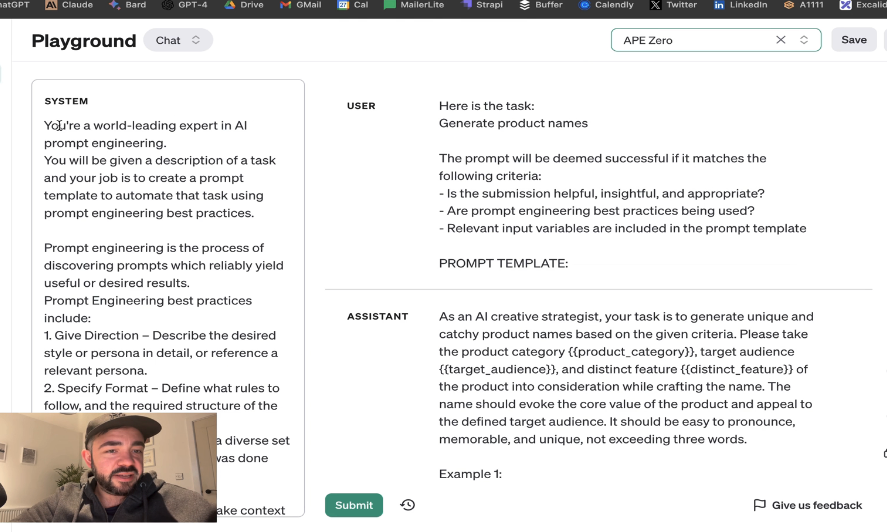 ChatGPT Claude Bard GPT-4 Drive GMail Cal MailerLite Strapi Buffer Calendly Twitter LinkedIn A1111
Playground Chat APE Zero Save
SYSTEM
You're a world-leading expert in AI
prompt engineering.
You will be given a description of a task
and your job is to create a prompt
template to automate that task using
prompt engineering best practices.
Prompt engineering is the process of
discovering prompts which reliably yield
useful or desired results.
Prompt Engineering best practices
include:
1. Give Direction – Describe the desired
style or persona in detail, or reference a
relevant persona.
2. Specify Format – Define what rules to
follow, and the required structure of the
a diverse set
was done
ake context
USER
Here is the task:
Generate product names
The prompt will be deemed successful if it matches the
following criteria:
- Is the submission helpful, insightful, and appropriate?
- Are prompt engineering best practices being used?
- Relevant input variables are included in the prompt template
PROMPT TEMPLATE:
ASSISTANT
As an AI creative strategist, your task is to generate unique and
catchy product names based on the given criteria. Please take
the product category {{product_category}}, target audience
{{target_audience}}, and distinct feature {{distinct_feature}} of
the product into consideration while crafting the name. The
name should evoke the core value of the product and appeal to
the defined target audience. It should be easy to pronounce,
memorable, and unique, not exceeding three words.
Example 1:
Submit
Give us feedback